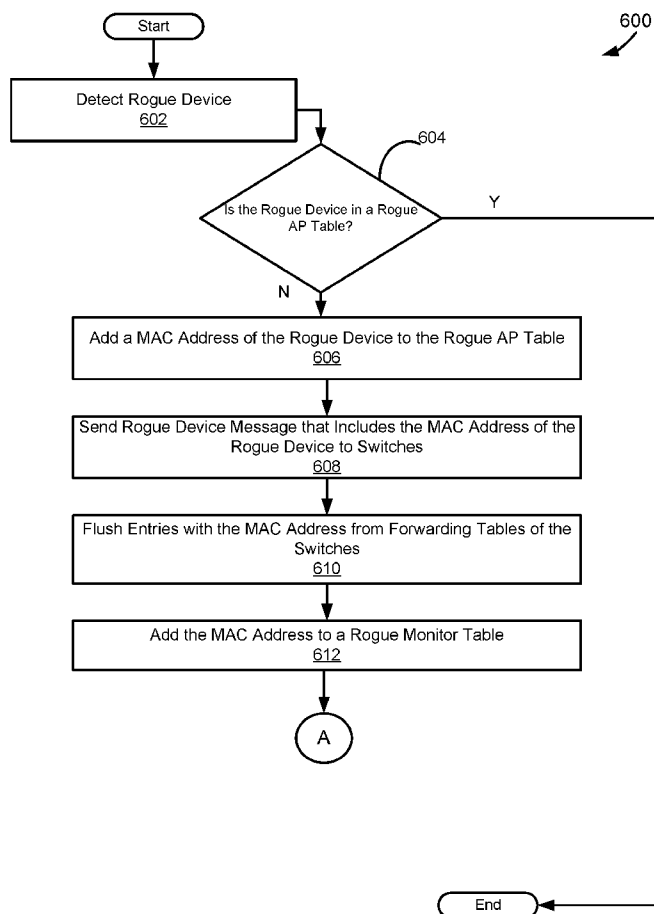 Start
600
Detect Rogue Device
602
604
Is the Rogue Device in a Rogue
AP Table?
Y
N
Add a MAC Address of the Rogue Device to the Rogue AP Table
606
Send Rogue Device Message that Includes the MAC Address of the
Rogue Device to Switches
608
Flush Entries with the MAC Address from Forwarding Tables of the
Switches
610
Add the MAC Address to a Rogue Monitor Table
612
A
End